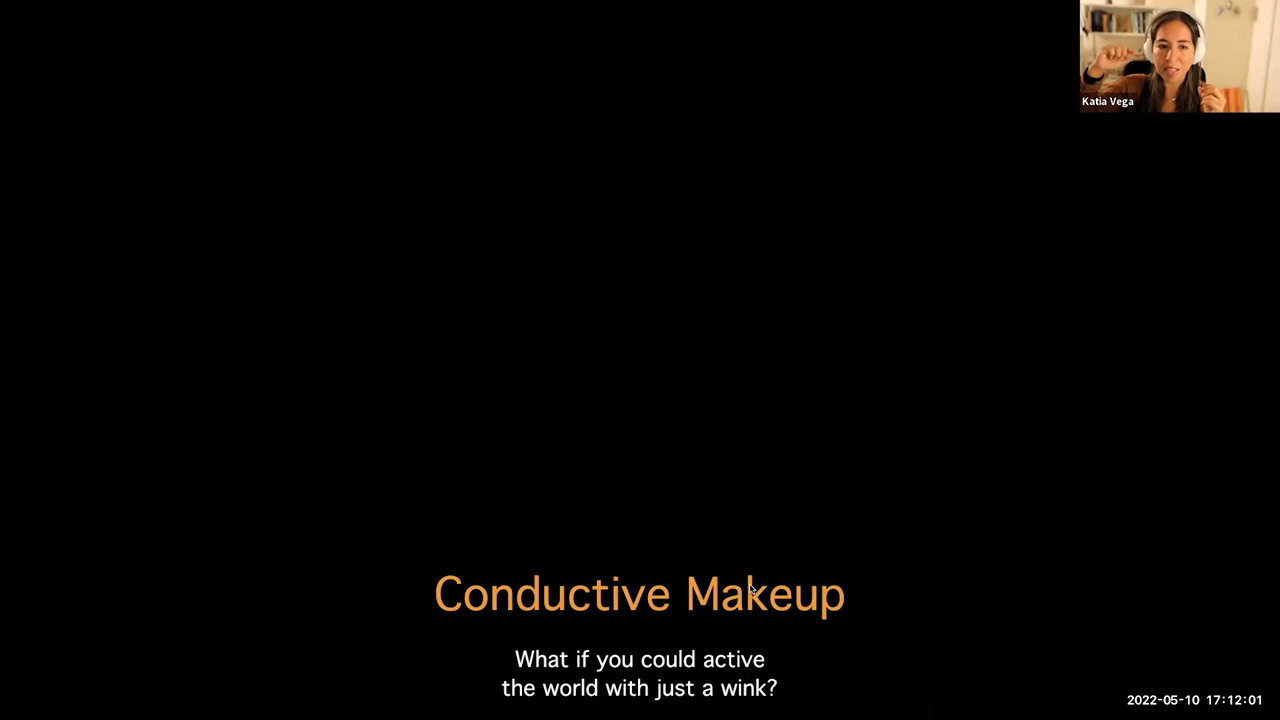 Katia Vega
Conductive Makeup
What if you could active
the world with just a wink?
2022-05-10 17:12:01